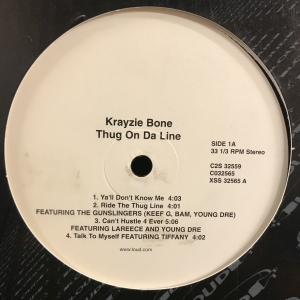 Krayzie Bone
Thug On Da Line
SIDE 1A
33 1/3 RPM Stereo
C2S 32559
C032565
XSS 32565 A
1. Ya'll Don't Know Me 4:03
2. Ride The Thug Line 4:01
FEATURING THE GUNSLINGERS (KEEF G, BAM, YOUNG DRE)
3. Can't Hustle 4 Ever 5:06
FEATURING LAREECE AND YOUNG DRE
4. Talk To Myself FEATURING TIFFANY 4:02
www.loud.com